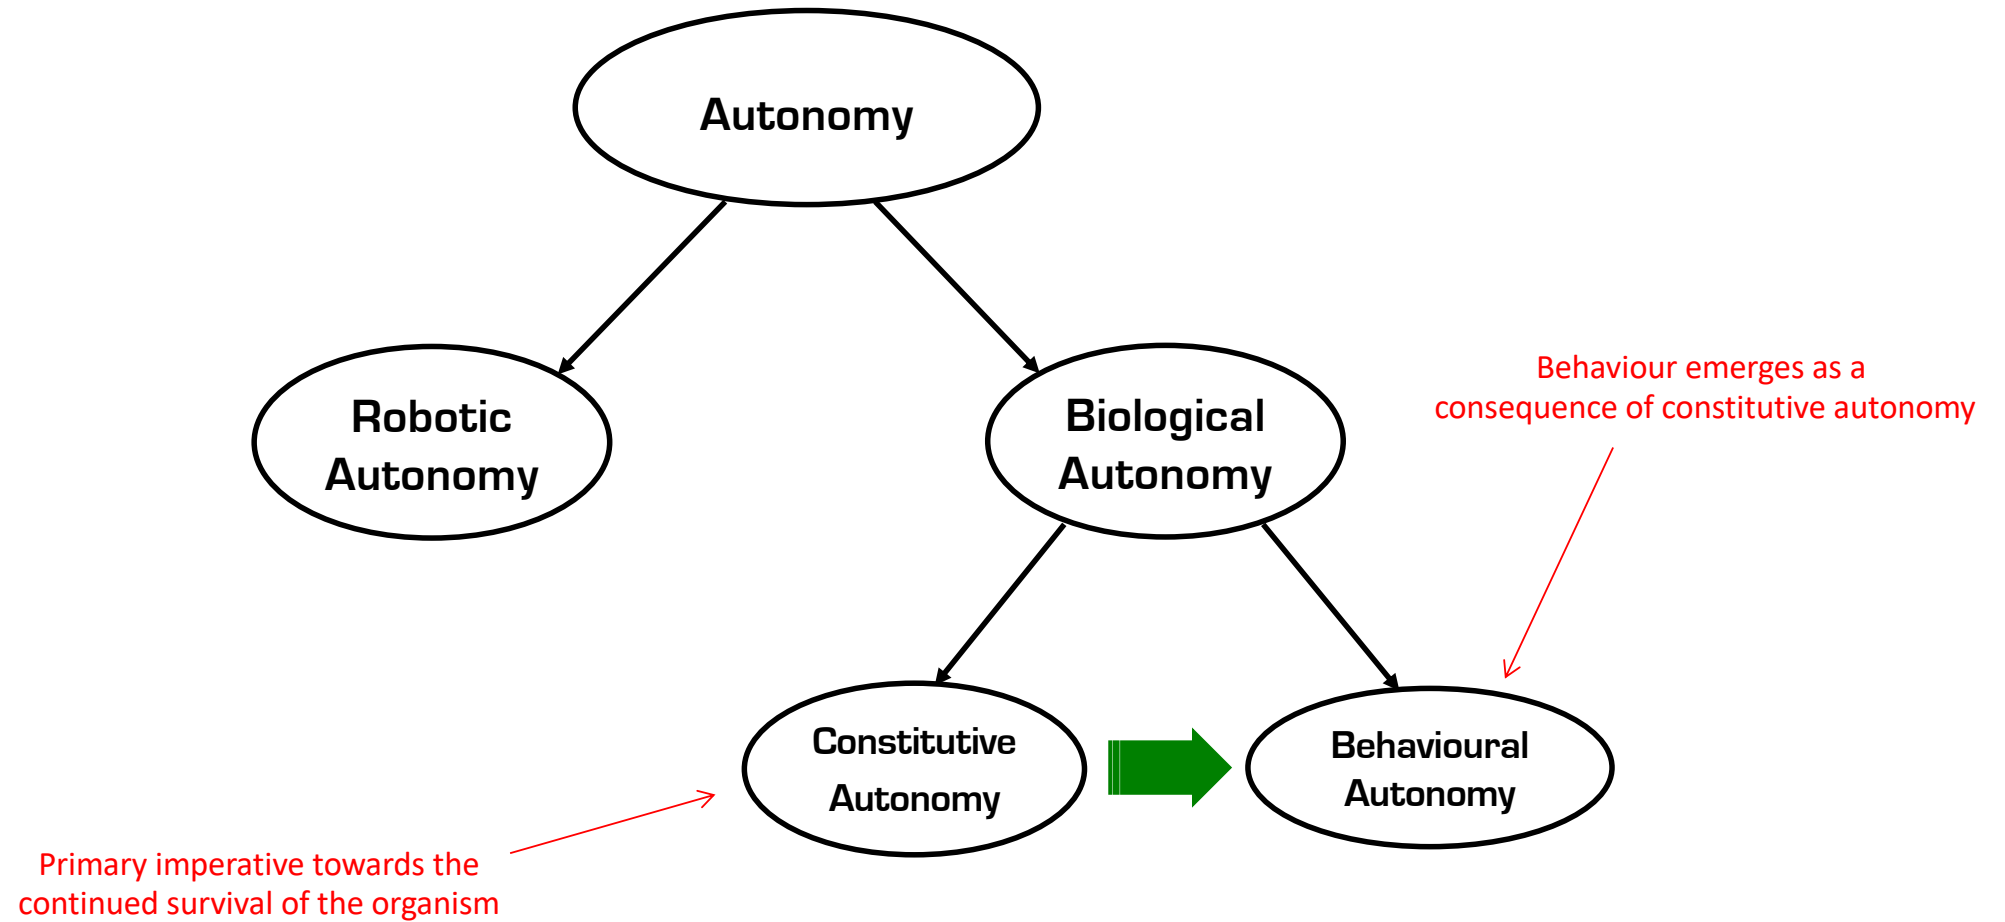 Autonomy
Robotic
Autonomy
Biological
Autonomy
Behaviour emerges as a
consequence of constitutive autonomy
Constitutive
Autonomy
Behavioural
Autonomy
Primary imperative towards the
continued survival of the organism